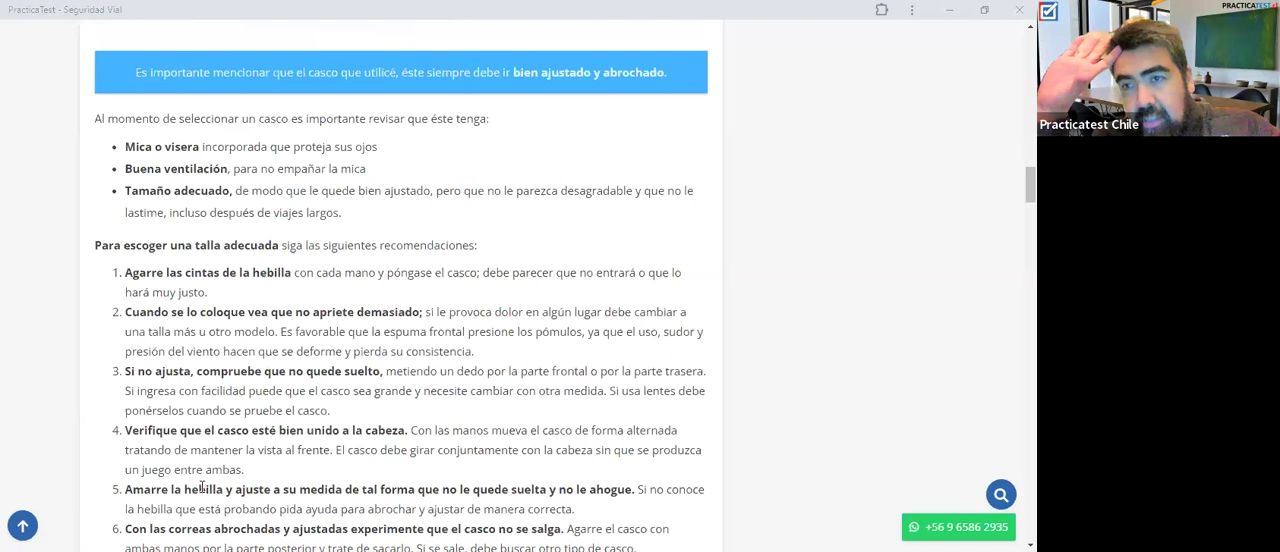 PracticaTest - Seguridad Vial
PRACTICATEST.cl
Es importante mencionar que el casco que utilicé, éste siempre debe ir bien ajustado y abrochado.
Al momento de seleccionar un casco es importante revisar que éste tenga:
• Mica o visera incorporada que proteja sus ojos
• Buena ventilación, para no empañar la mica
• Tamaño adecuado, de modo que le quede bien ajustado, pero que no le parezca desagradable y que no le
lastime, incluso después de viajes largos.
Para escoger una talla adecuada siga las siguientes recomendaciones:
1. Agarre las cintas de la hebilla con cada mano y póngase el casco; debe parecer que no entrará o que lo
hará muy justo.
2. Cuando se lo coloque vea que no apriete demasiado; si le provoca dolor en algún lugar debe cambiar a
una talla más u otro modelo. Es favorable que la espuma frontal presione los pómulos, ya que el uso, sudor y
presión del viento hacen que se deforme y pierda su consistencia.
3. Si no ajusta, compruebe que no quede suelto, metiendo un dedo por la parte frontal o por la parte trasera.
Si ingresa con facilidad puede que el casco sea grande y necesite cambiar con otra medida. Si usa lentes debe
ponérselos cuando se pruebe el casco.
4. Verifique que el casco esté bien unido a la cabeza. Con las manos mueva el casco de forma alternada
tratando de mantener la vista al frente. El casco debe girar conjuntamente con la cabeza sin que se produzca
un juego entre ambas.
5. Amarre la hebilla y ajuste a su medida de tal forma que no le quede suelta y no le ahogue. Si no conoce
la hebilla que está probando pida ayuda para abrochar y ajustar de manera correcta.
6. Con las correas abrochadas y ajustadas experimente que el casco no se salga. Agarre el casco con
ambas manos por la parte posterior y trate de sacarlo. Si se sale, debe buscar otro tipo de casco.
+56 9 6586 2935
Practicatest Chile